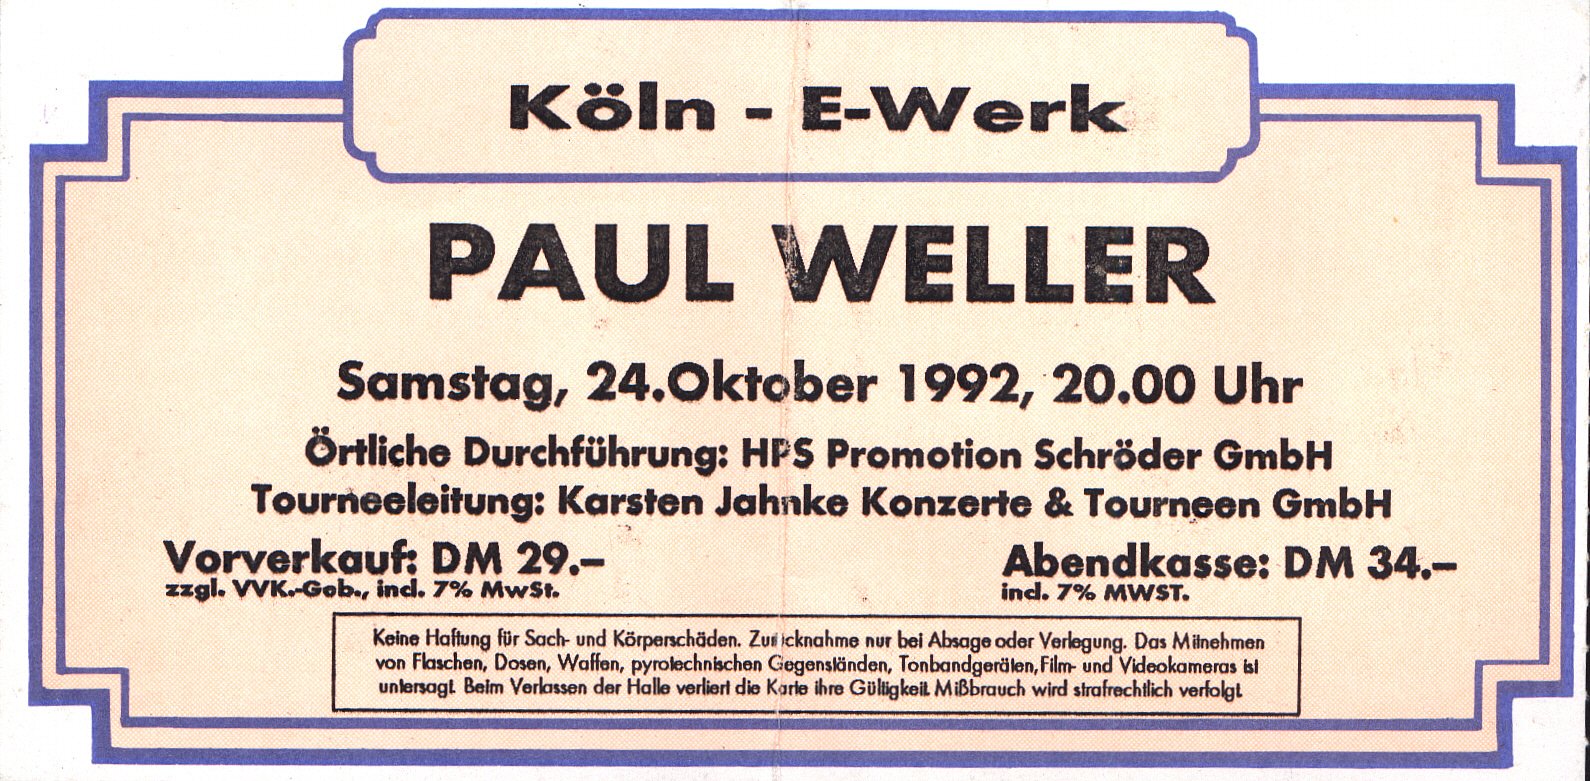 Köln - E-Werk
PAUL WELLER
Samstag, 24.Oktober 1992, 20.00 Uhr
Örtliche Durchführung: HPS Promotion Schröder GmbH
Tourneeleitung: Karsten Jahnke Konzerte & Tourneen GmbH
Vorverkauf: DM 29.– Abendkasse: DM 34.–
zzgl. VVK.-Geb., incl. 7% MwSt. incl. 7% MWST.
Keine Haftung für Sach- und Körperschäden. Zurücknahme nur bei Absage oder Verlegung. Das Mitnehmen
von Flaschen, Dosen, Waffen, pyrotechnischen Gegenständen, Tonbandgeräten, Film- und Videokameras ist
untersagt. Beim Verlassen der Halle verliert die Karte ihre Gültigkeit. Mißbrauch wird strafrechtlich verfolgt.